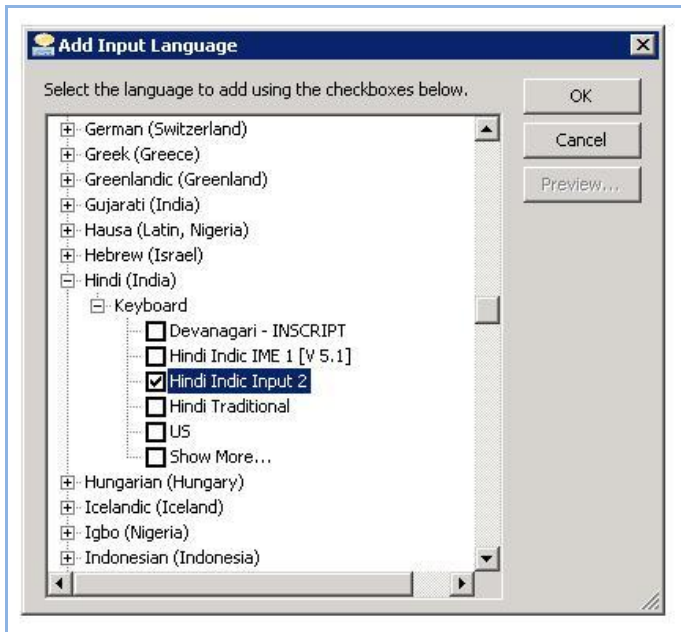 Add Input Language
Select the language to add using the checkboxes below.
OK
Cancel
Preview...
German (Switzerland)
Greek (Greece)
Greenlandic (Greenland)
Gujarati (India)
Hausa (Latin, Nigeria)
Hebrew (Israel)
Hindi (India)
Keyboard
Devanagari - INSCRIPT
Hindi Indic IME 1 [V 5.1]
Hindi Indic Input 2
Hindi Traditional
US
Show More...
Hungarian (Hungary)
Icelandic (Iceland)
Igbo (Nigeria)
Indonesian (Indonesia)